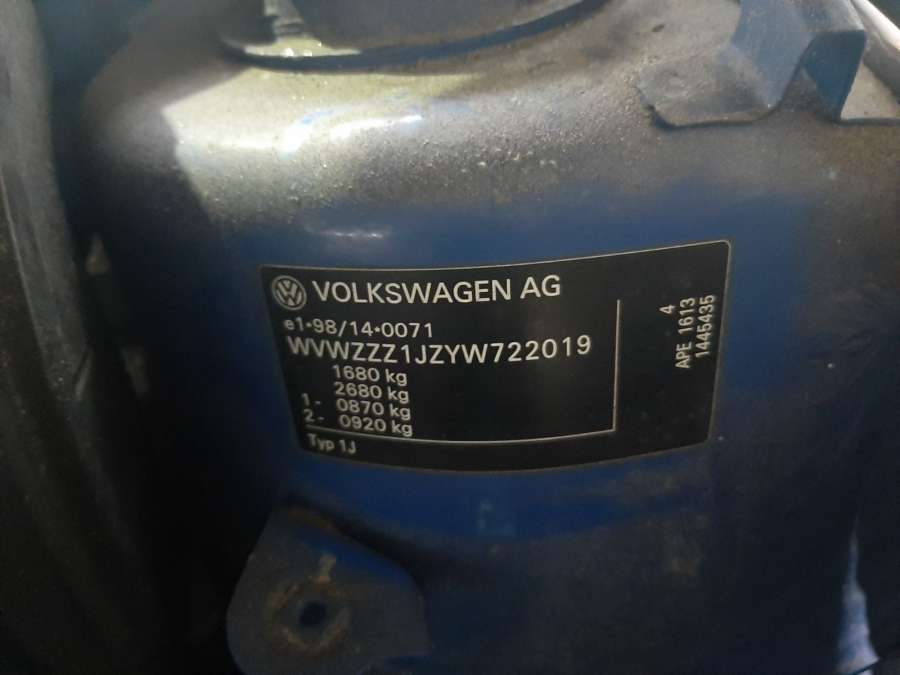 VOLKSWAGEN AG
e1•98/14•0071
WVWZZZ1JZYW722019
1680 kg
2680 kg
1- 0870 kg
2- 0920 kg
Typ 1J
4
APE 1613
1445435